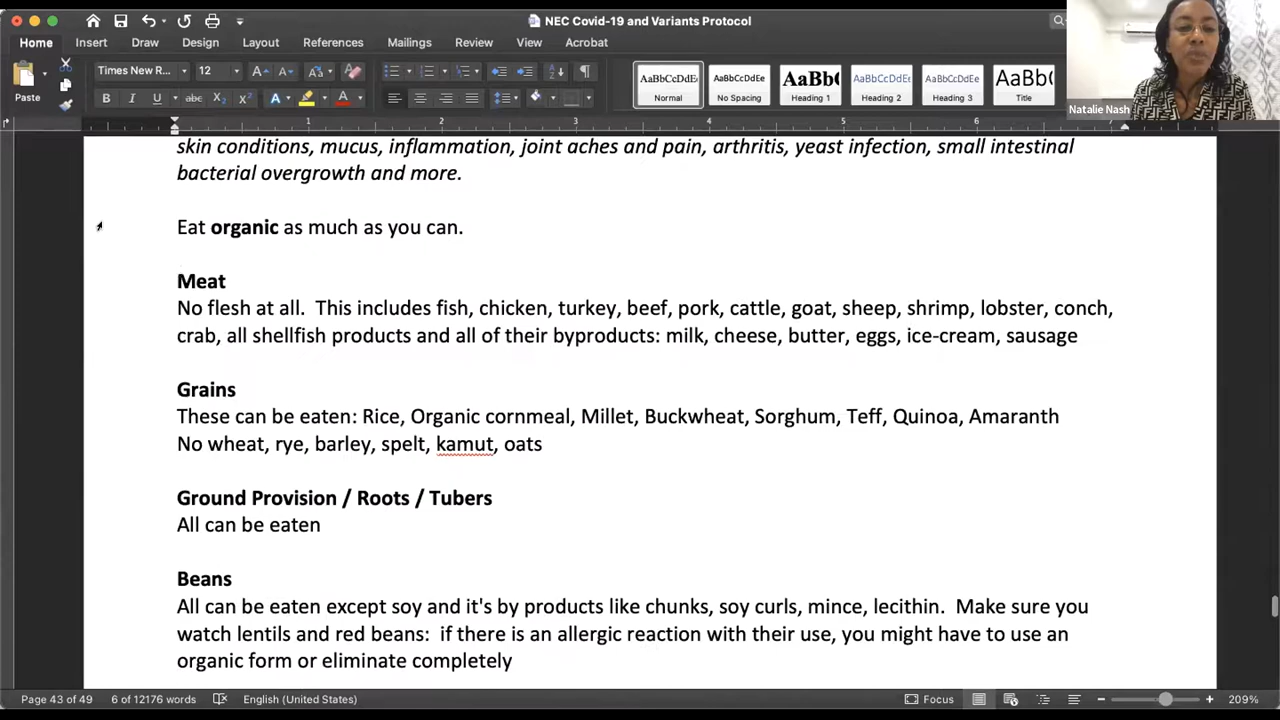 NEC Covid-19 and Variants Protocol
Home Insert Draw Design Layout References Mailings Review View Acrobat
Times New R... 12
Paste
AaBbCcDdEe AaBbCcDdEe AaBb( AaBbCcDdEe AaBbCcDdEe AaBb(
Normal No Spacing Heading 1 Heading 2 Heading 3 Title
Natalie Nash
1 2 3 4 5 6 7
skin conditions, mucus, inflammation, joint aches and pain, arthritis, yeast infection, small intestinal
bacterial overgrowth and more.
Eat organic as much as you can.
Meat
No flesh at all.  This includes fish, chicken, turkey, beef, pork, cattle, goat, sheep, shrimp, lobster, conch,
crab, all shellfish products and all of their byproducts: milk, cheese, butter, eggs, ice-cream, sausage
Grains
These can be eaten: Rice, Organic cornmeal, Millet, Buckwheat, Sorghum, Teff, Quinoa, Amaranth
No wheat, rye, barley, spelt, kamut, oats
Ground Provision / Roots / Tubers
All can be eaten
Beans
All can be eaten except soy and it's by products like chunks, soy curls, mince, lecithin.  Make sure you
watch lentils and red beans:  if there is an allergic reaction with their use, you might have to use an
organic form or eliminate completely
Page 43 of 49 6 of 12176 words English (United States) Focus 209%